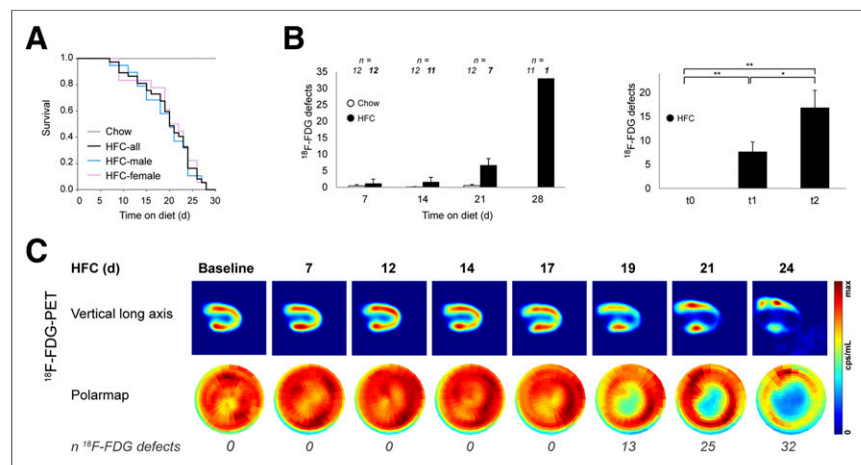 A
1.0
0.8
0.6
0.4
0.2
0.0
Survival
Chow
HFC-all
HFC-male
HFC-female
0 5 10 15 20 25 30
Time on diet (d)
B
n = n = n = n =
12 12 12 11 12 7 11 1
35
30
25
20
15
10
5
0
18F-FDG defects
Chow
HFC
7 14 21 28
Time on diet (d)
** 
** *
20
15
10
5
0
18F-FDG defects
HFC
t0 t1 t2
C
HFC (d) Baseline 7 12 14 17 19 21 24
18F-FDG-PET
Vertical long axis
Polarmap
n 18F-FDG defects 0 0 0 0 0 13 25 32
max
cps/mL
0